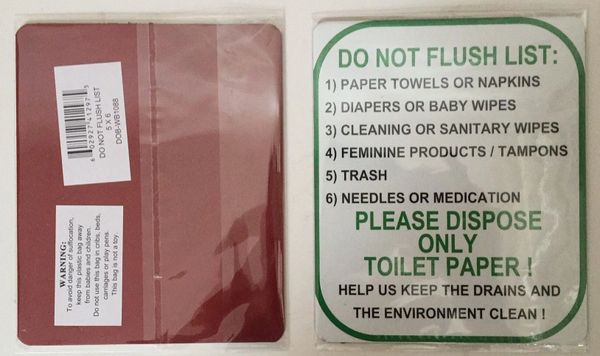 6 02927 41297 5
DO NOT FLUSH LIST
5 X 6
DOB-WB1088
WARNING:
To avoid danger of suffocation,
keep this plastic bag away
from babies and children.
Do not use this bag in cribs, beds,
carriages or play pens.
This bag is not a toy
DO NOT FLUSH LIST:
1) PAPER TOWELS OR NAPKINS
2) DIAPERS OR BABY WIPES
3) CLEANING OR SANITARY WIPES
4) FEMININE PRODUCTS / TAMPONS
5) TRASH
6) NEEDLES OR MEDICATION
PLEASE DISPOSE
ONLY
TOILET PAPER !
HELP US KEEP THE DRAINS AND
THE ENVIRONMENT CLEAN !